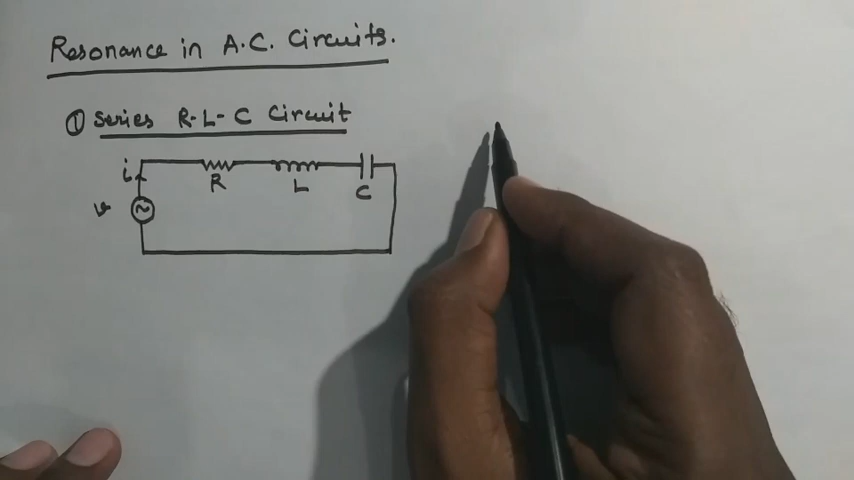 Resonance in A.C. Circuits.
① Series R-L-C Circuit
i
R
L
C
v